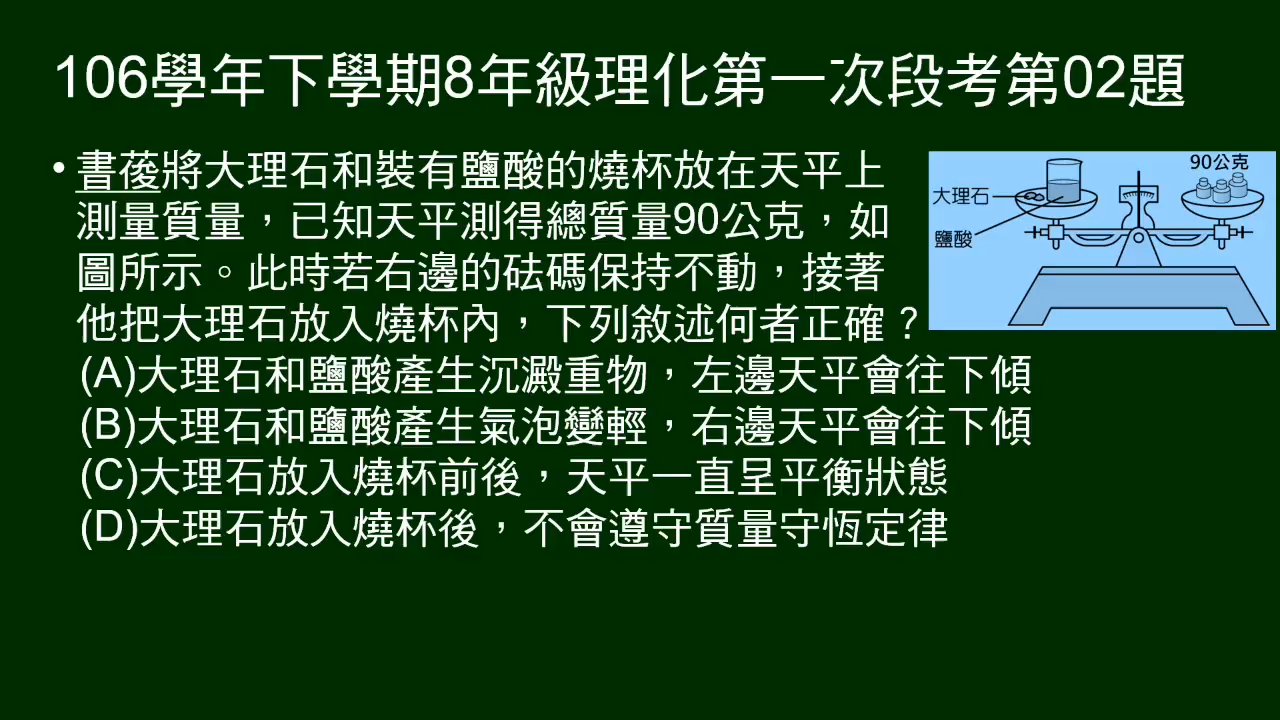 106學年下學期8年級理化第一次段考第02題
• 書蓩將大理石和裝有鹽酸的燒杯放在天平上
測量質量，已知天平測得總質量90公克，如
圖所示。此時若右邊的砝碼保持不動，接著
他把大理石放入燒杯內，下列敘述何者正確？
(A)大理石和鹽酸產生沉澱重物，左邊天平會往下傾
(B)大理石和鹽酸產生氣泡變輕，右邊天平會往下傾
(C)大理石放入燒杯前後，天平一直呈平衡狀態
(D)大理石放入燒杯後，不會遵守質量守恆定律
90公克
大理石
鹽酸